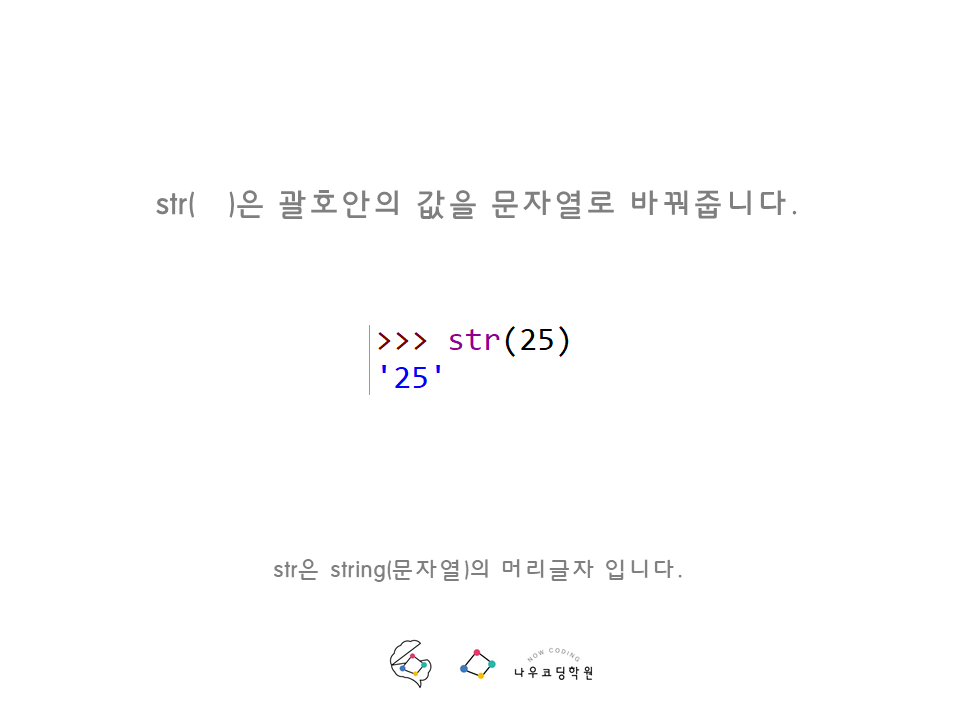 str( )은 괄호안의 값을 문자열로 바꿔줍니다.
>>> str(25)
'25'
str은 string(문자열)의 머리글자 입니다.
NOW CODING
나우코딩학원